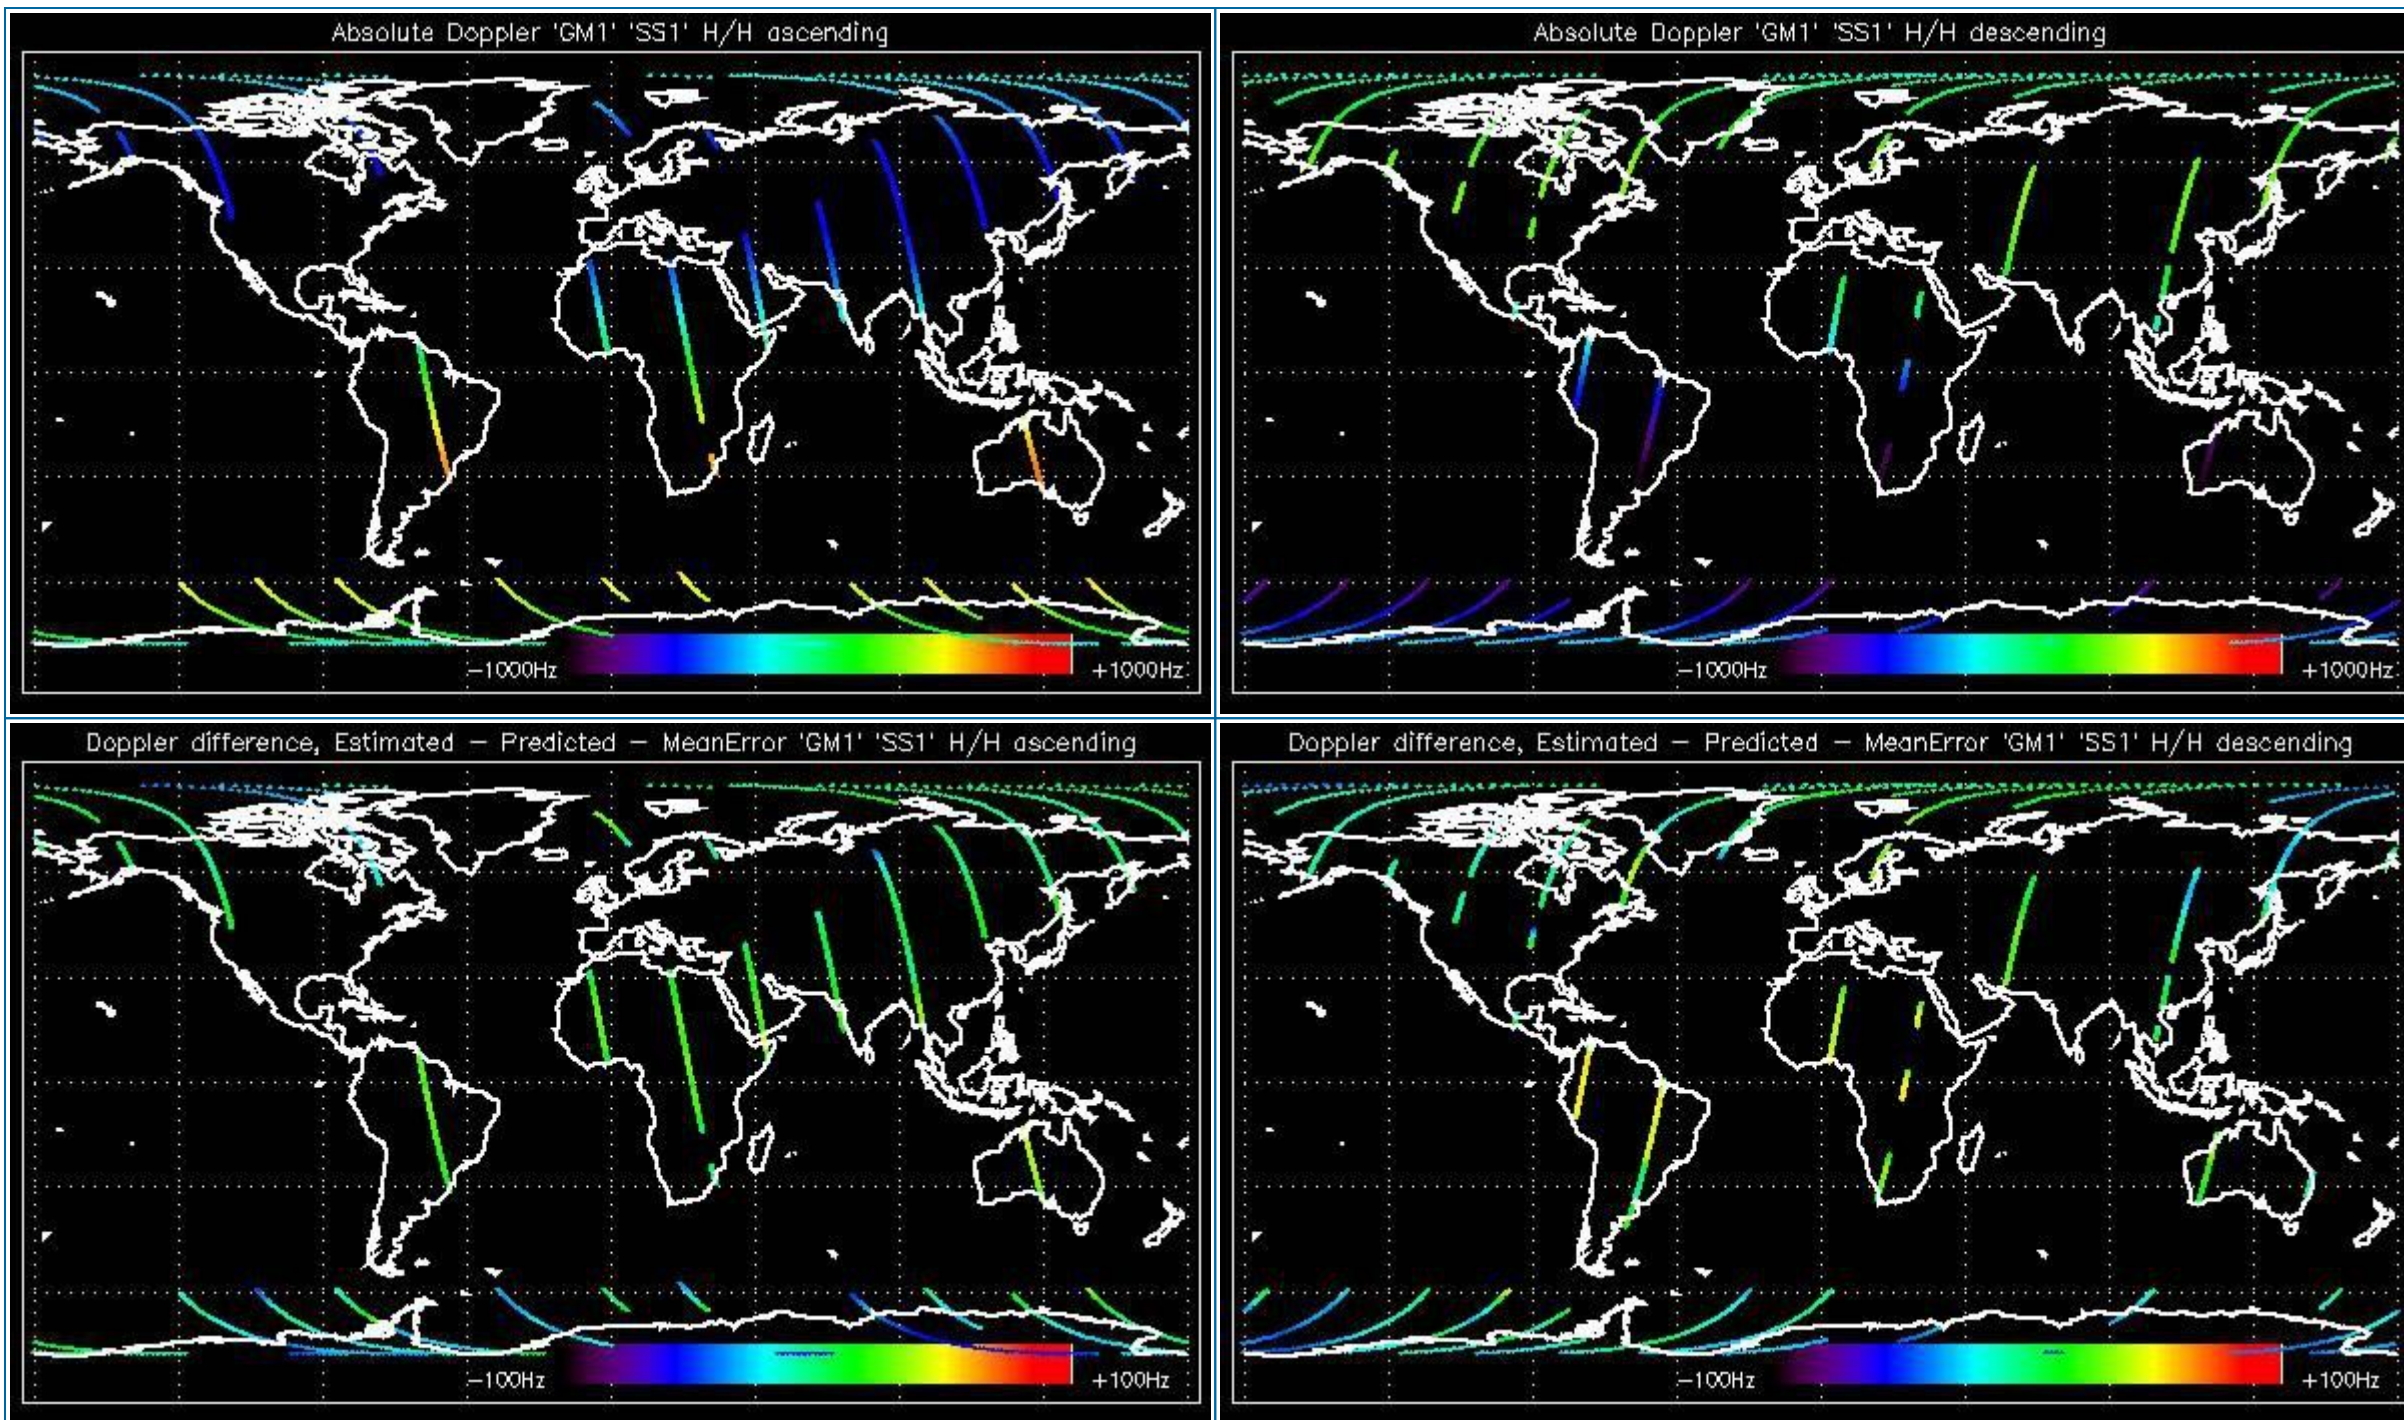 Absolute Doppler 'GM1' 'SS1' H/H ascending
-1000Hz
+1000Hz
Absolute Doppler 'GM1' 'SS1' H/H descending
-1000Hz
+1000Hz
Doppler difference, Estimated - Predicted - MeanError 'GM1' 'SS1' H/H ascending
-100Hz
+100Hz
Doppler difference, Estimated - Predicted - MeanError 'GM1' 'SS1' H/H descending
-100Hz
+100Hz